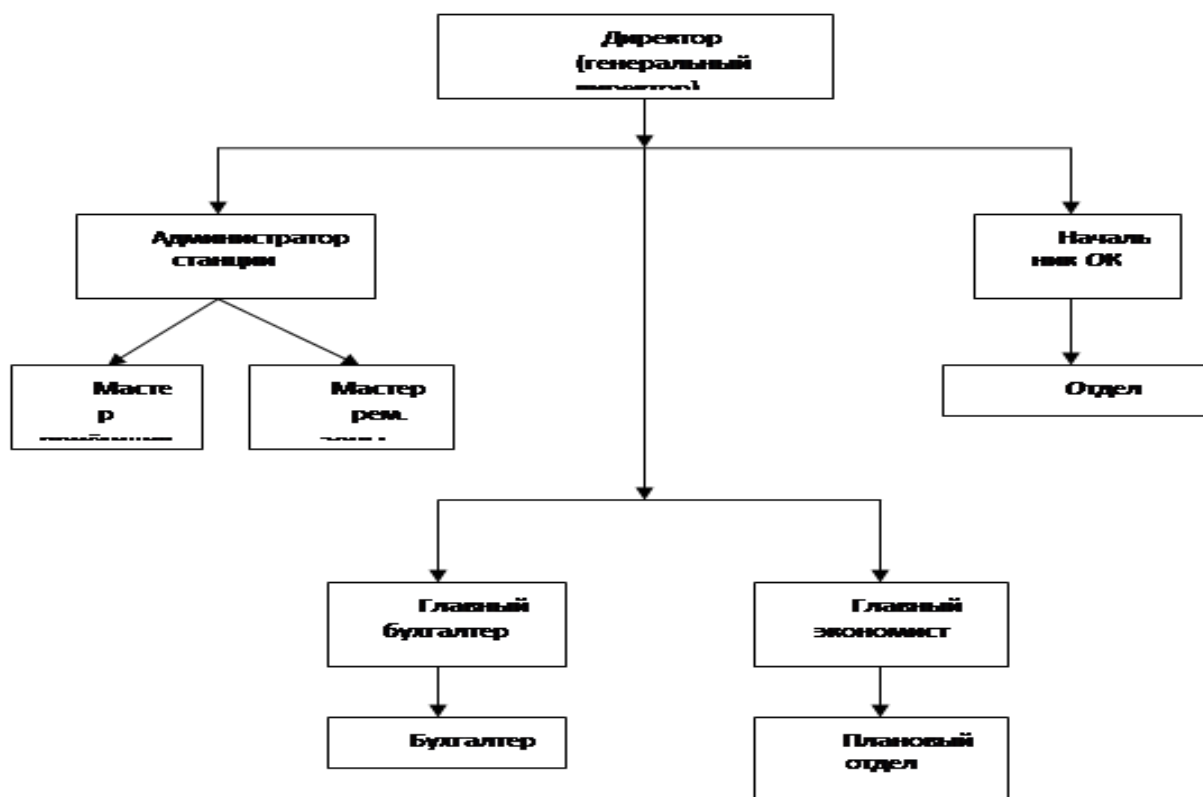 Директор
(генеральный
Администратор
станции
Началь
ник ОК
Масте
р
Мастер
рем.
Отдел
Главный
бухгалтер
Главный
экономист
Бухгалтер
Плановый
отдел